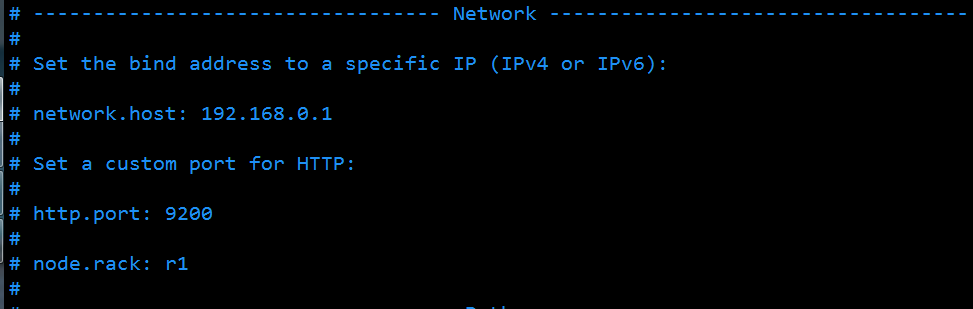 # ---------------------------------- Network -----------------------------------
#
# Set the bind address to a specific IP (IPv4 or IPv6):
#
# network.host: 192.168.0.1
#
# Set a custom port for HTTP:
#
# http.port: 9200
#
# node.rack: r1
#